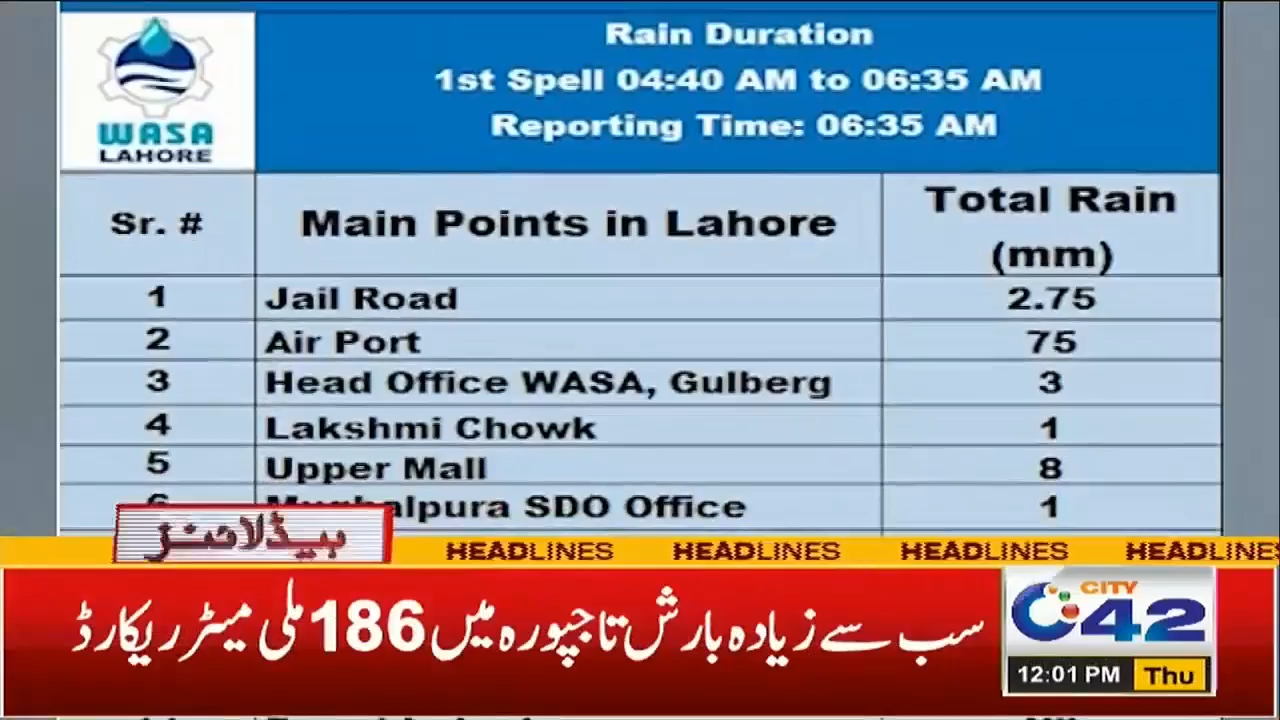 Rain Duration
1st Spell 04:40 AM to 06:35 AM
Reporting Time: 06:35 AM
WASA
LAHORE
Sr. # Main Points in Lahore Total Rain (mm)
1 Jail Road 2.75
2 Air Port 75
3 Head Office WASA, Gulberg 3
4 Lakshmi Chowk 1
5 Upper Mall 8
6 Mughalpura SDO Office 1
ہیڈلائنز
HEADLINES HEADLINES HEADLINES HEADLINES
سب سے زیادہ بارش تاجپورہ میں 186 ملی میٹر ریکارڈ
CITY
42
12:01 PM Thu